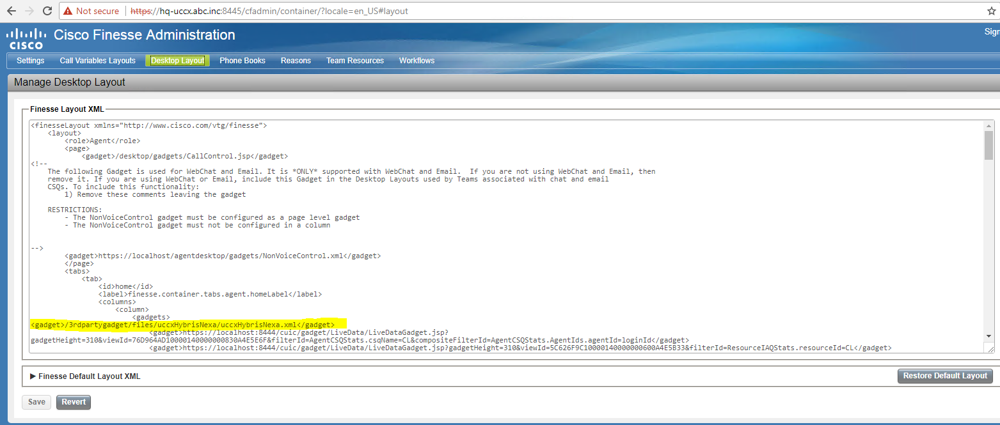 Not secure | https://hq-uccx.abc.inc:8445/cfadmin/container/?locale=en_US#layout
CISCO
Cisco Finesse Administration
Settings Call Variables Layouts Desktop Layout Phone Books Reasons Team Resources Workflows
Manage Desktop Layout
Finesse Layout XML
<finesseLayout xmlns="http://www.cisco.com/vtg/finesse">
<layout>
<role>Agent</role>
<page>
<gadget>/desktop/gadgets/CallControl.jsp</gadget>
<!--
The following Gadget is used for WebChat and Email. It is *ONLY* supported with WebChat and Email.  If you are not using WebChat and Email, then
remove it. If you are using WebChat or Email, include this Gadget in the Desktop Layouts used by Teams associated with chat and email
CSQs. To include this functionality:
1) Remove these comments leaving the gadget
RESTRICTIONS:
- The NonVoiceControl gadget must be configured as a page level gadget
- The NonVoiceControl gadget must not be configured in a column
-->
<gadget>https://localhost/agentdesktop/gadgets/NonVoiceControl.xml</gadget>
</page>
<tabs>
<tab>
<id>home</id>
<label>finesse.container.tabs.agent.homeLabel</label>
<columns>
<column>
<gadgets>
<gadget>/3rdpartygadget/files/uccxHybrisNexa/uccxHybrisNexa.xml</gadget>
<gadget>https://localhost:8444/cuic/gadget/LiveData/LiveDataGadget.jsp?
gadgetHeight=310&viewId=76D964AD10000140000000830A4E5E6F&filterId=AgentCSQStats.csqName=CL&compositeFilterId=AgentCSQStats.AgentIds.agentId=loginId</gadget>
<gadget>https://localhost:8444/cuic/gadget/LiveData/LiveDataGadget.jsp?gadgetHeight=310&viewId=5C626F9C10000140000000600A4E5B33&filterId=ResourceIAQStats.resourceId=CL</gadget>
Finesse Default Layout XML
Restore Default Layout
Save Revert